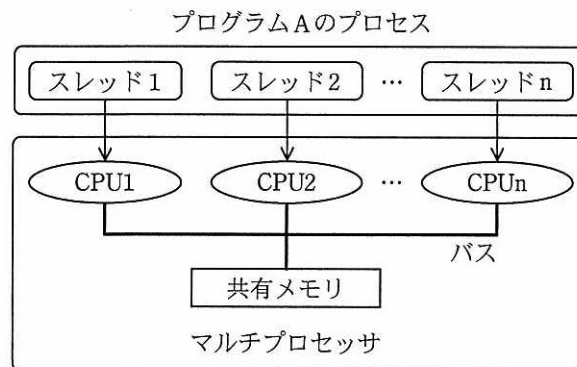 プログラムAのプロセス
スレッド1 スレッド2 … スレッドn
CPU1 CPU2 … CPUn
バス
共有メモリ
マルチプロセッサ